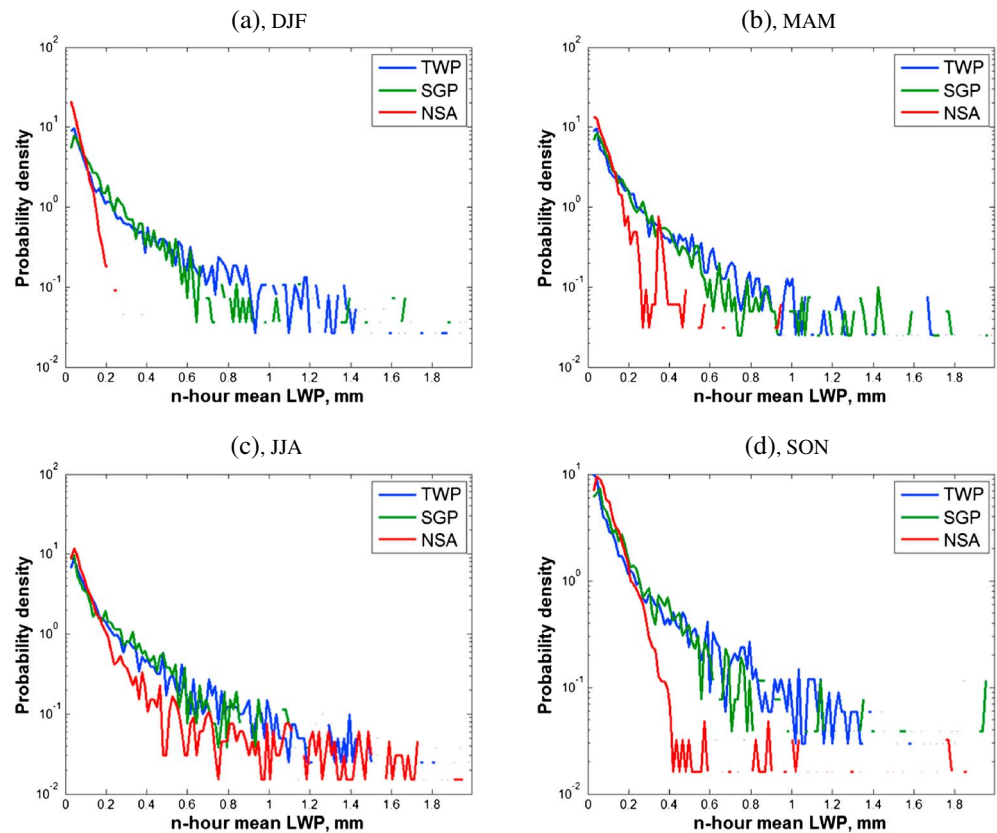 (a), DJF
10^2
10^1
10^0
10^-1
10^-2
Probability density
TWP
SGP
NSA
0 0.2 0.4 0.6 0.8 1 1.2 1.4 1.6 1.8
n-hour mean LWP, mm
(b), MAM
10^2
10^1
10^0
10^-1
10^-2
Probability density
TWP
SGP
NSA
0 0.2 0.4 0.6 0.8 1 1.2 1.4 1.6 1.8
n-hour mean LWP, mm
(c), JJA
10^2
10^1
10^0
10^-1
10^-2
Probability density
TWP
SGP
NSA
0 0.2 0.4 0.6 0.8 1 1.2 1.4 1.6 1.8
n-hour mean LWP, mm
(d), SON
10^1
10^0
10^-1
10^-2
Probability density
TWP
SGP
NSA
0 0.2 0.4 0.6 0.8 1 1.2 1.4 1.6 1.8
n-hour mean LWP, mm